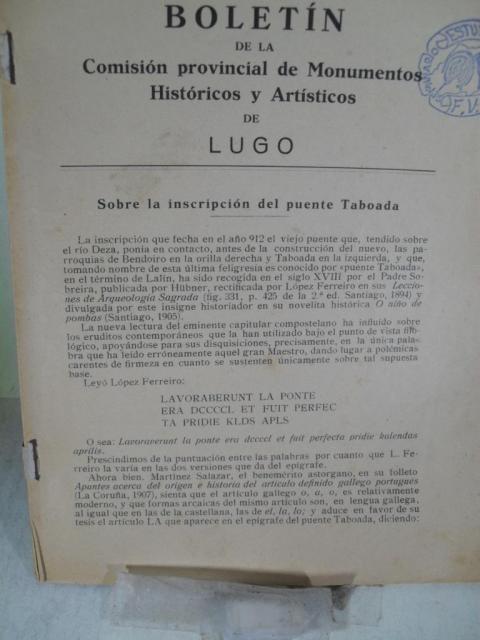 BOLETÍN
DE LA
Comisión provincial de Monumentos
Históricos y Artísticos
DE
LUGO
Sobre la inscripción del puente Taboada
La inscripción que fecha en el año 912 el viejo puente que, tendido sobre
el río Deza, ponía en contacto, antes de la construcción del nuevo, las pa-
rroquias de Bendoiro en la orilla derecha y Taboada en la izquierda, y que,
tomando nombre de esta última feligresía es conocido por «puente Taboada»,
en el término de Lalín, ha sido recogida en el siglo XVIII por el Padre So-
breira, publicada por Hübner, rectificada por López Ferreiro en sus Leccio-
nes de Arqueología Sagrada (fig. 331, p. 425 de la 2.ª ed. Santiago, 1894) y
divulgada por este insigne historiador en su novelita histórica O niño de
pombas (Santiago, 1905).
La nueva lectura del eminente capitular compostelano ha influído sobre
los eruditos contemporáneos que la han utilizado bajo el punto de vista filo-
lógico, apoyándose para sus disquisiciones, precisamente, en la única pala-
bra que ha leído erróneamente aquel gran Maestro, dando lugar a polémicas
carentes de firmeza en cuanto se sustenten únicamente sobre tal supuesta
base.
Leyó López Ferreiro:
LAVORABERUNT LA PONTE
ERA DCCCCL ET FUIT PERFEC
TA PRIDIE KLDS APLS
O sea: Lavoraverunt la ponte era dccccl et fuit perfecta pridie kalendas
aprilis.
Prescindimos de la puntuación entre las palabras por cuanto que L. Fe-
rreiro la varía en las dos versiones que da del epígrafe.
Ahora bien. Martínez Salazar, el benemérito astorgano, en su folleto
Apuntes acerca del origen e historia del artículo definido gallego portugués
(La Coruña, 1907), sienta que el artículo gallego o, a, o, es relativamente
moderno, y que formas arcaicas del mismo artículo son, en lengua gallega,
al igual que en las de la castellana, las de el, la, lo; y aduce en favor de su
tesis el artículo LA que aparece en el epígrafe del puente Taboada, diciendo: